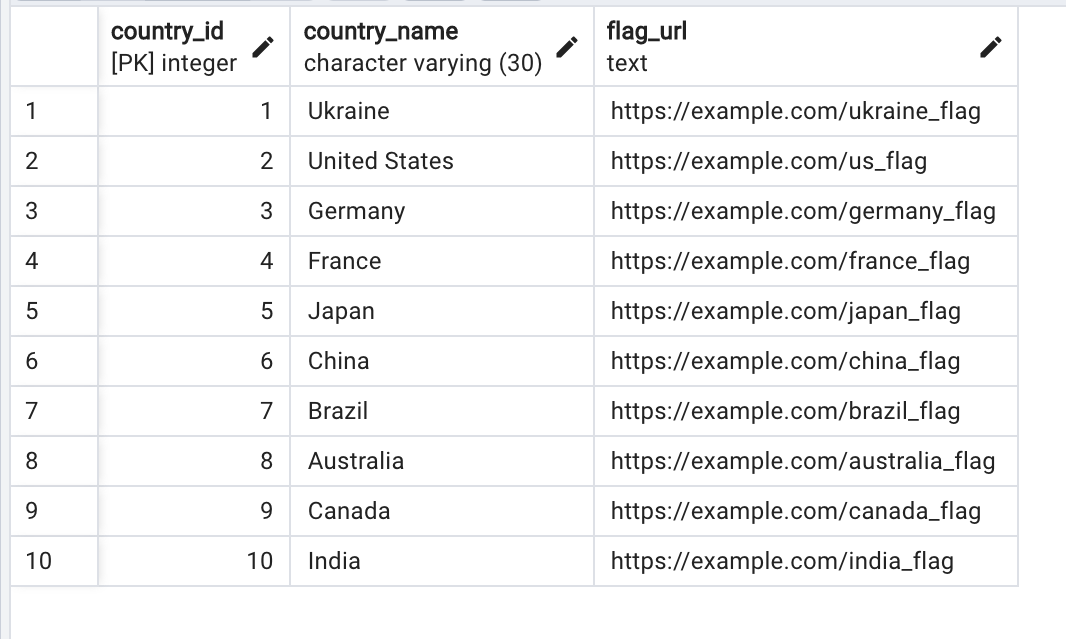 country_id country_name flag_url
[PK] integer character varying (30) text
1 1 Ukraine https://example.com/ukraine_flag
2 2 United States https://example.com/us_flag
3 3 Germany https://example.com/germany_flag
4 4 France https://example.com/france_flag
5 5 Japan https://example.com/japan_flag
6 6 China https://example.com/china_flag
7 7 Brazil https://example.com/brazil_flag
8 8 Australia https://example.com/australia_flag
9 9 Canada https://example.com/canada_flag
10 10 India https://example.com/india_flag